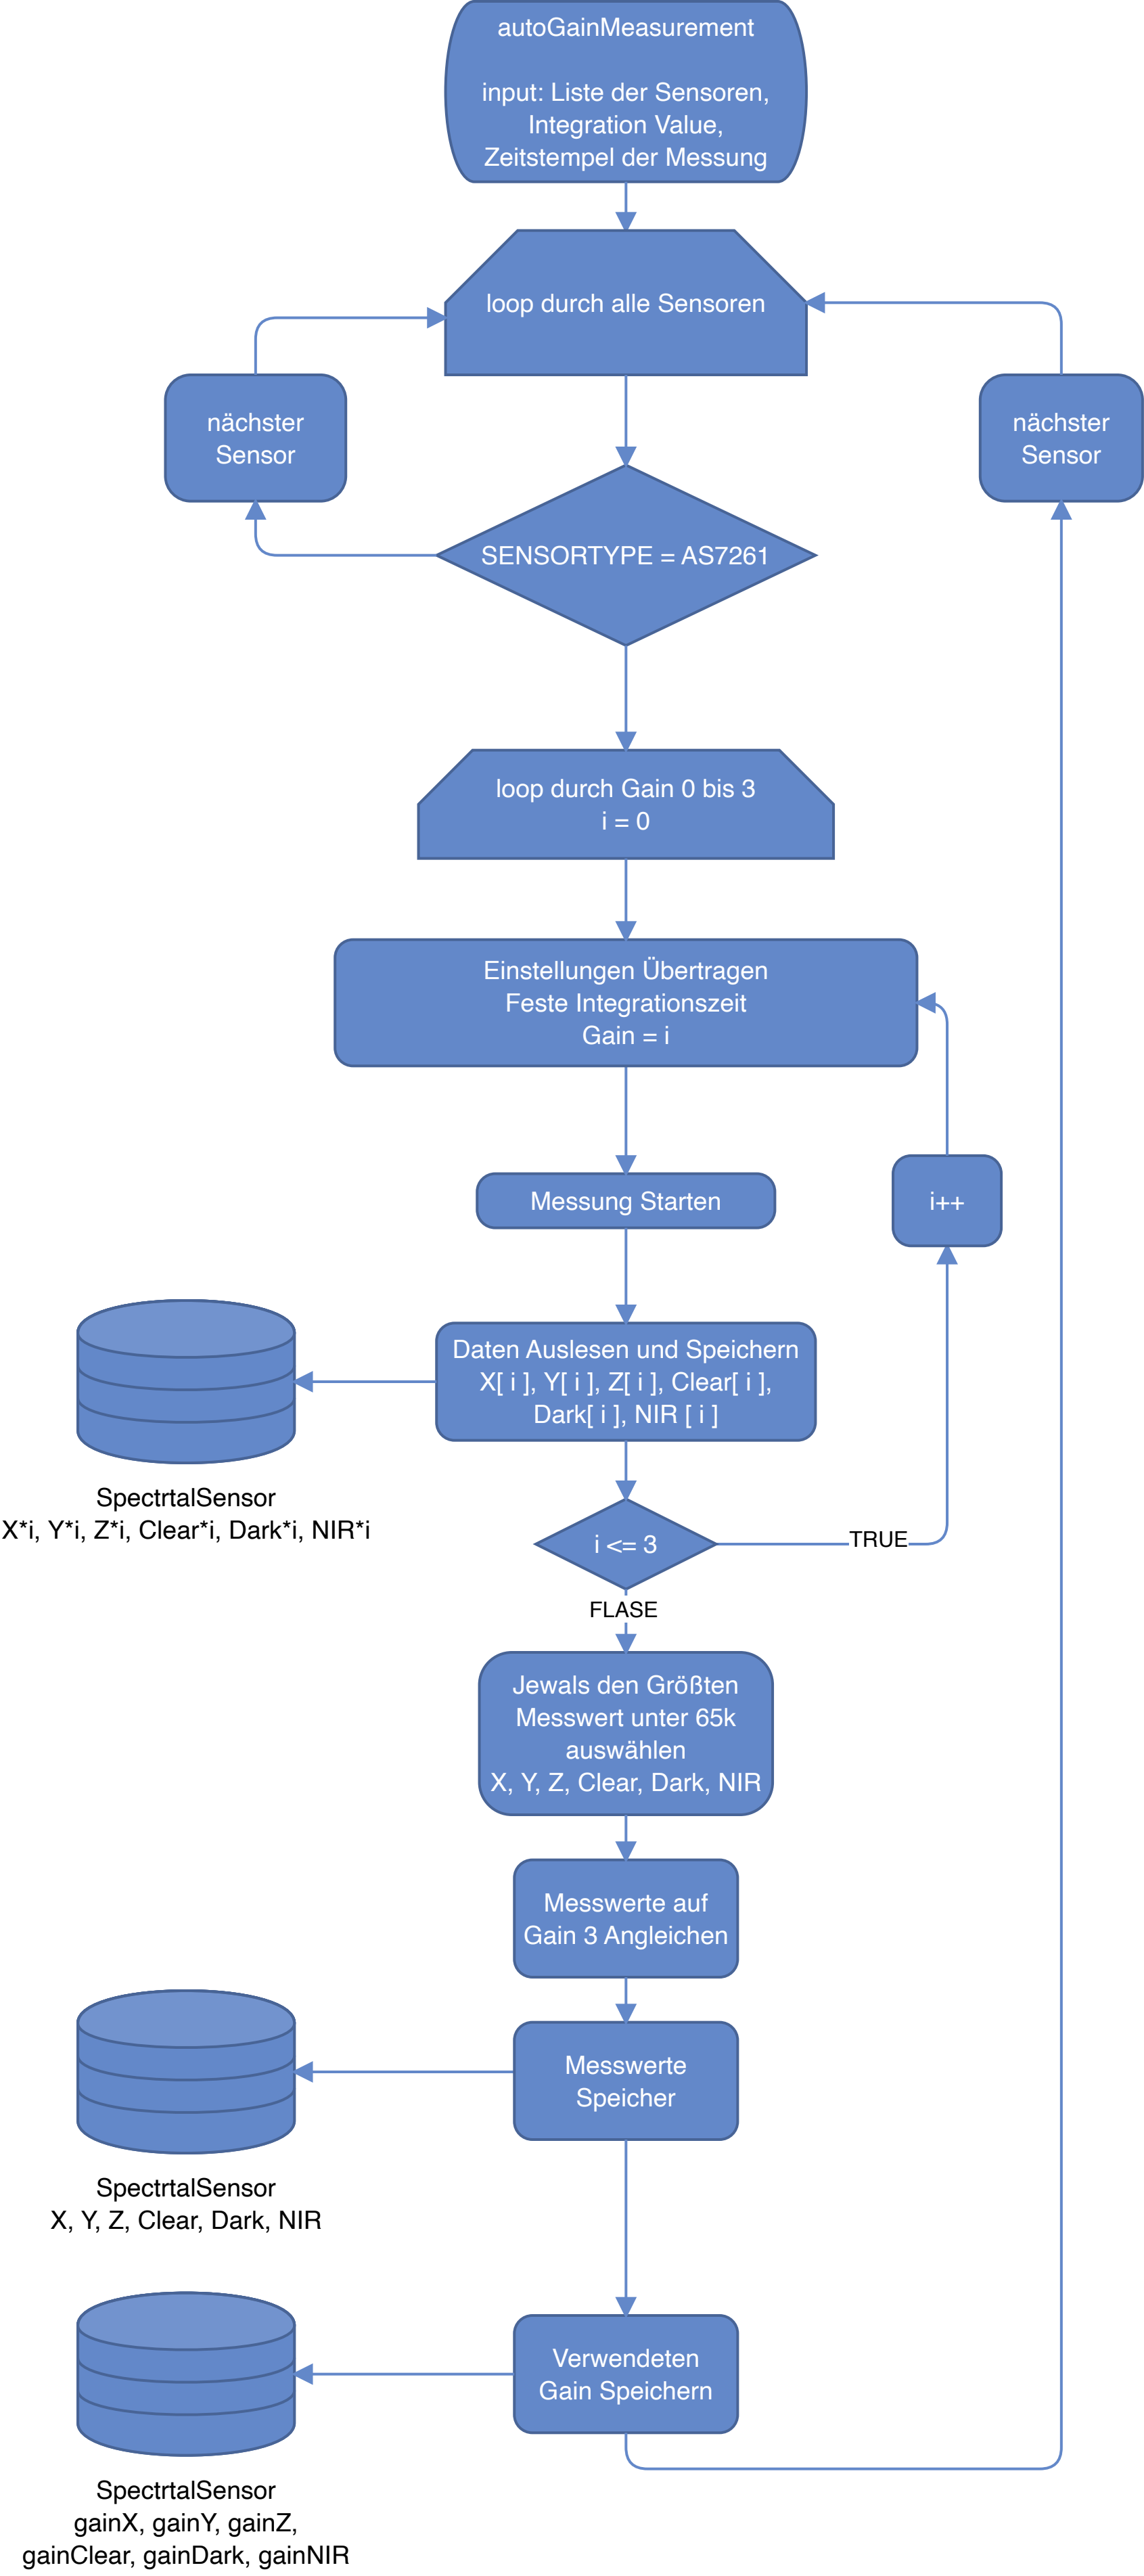 autoGainMeasurement
input: Liste der Sensoren,
Integration Value,
Zeitstempel der Messung
loop durch alle Sensoren
nächster
Sensor
nächster
Sensor
SENSORTYPE = AS7261
loop durch Gain 0 bis 3
i = 0
Einstellungen Übertragen
Feste Integrationszeit
Gain = i
Messung Starten
i++
Daten Auslesen und Speichern
X[ i ], Y[ i ], Z[ i ], Clear[ i ],
Dark[ i ], NIR [ i ]
SpectrtalSensor
X*i, Y*i, Z*i, Clear*i, Dark*i, NIR*i
i <= 3
TRUE
FLASE
Jewals den Größten
Messwert unter 65k
auswählen
X, Y, Z, Clear, Dark, NIR
Messwerte auf
Gain 3 Angleichen
Messwerte
Speicher
SpectrtalSensor
X, Y, Z, Clear, Dark, NIR
Verwendeten
Gain Speichern
SpectrtalSensor
gainX, gainY, gainZ,
gainClear, gainDark, gainNIR